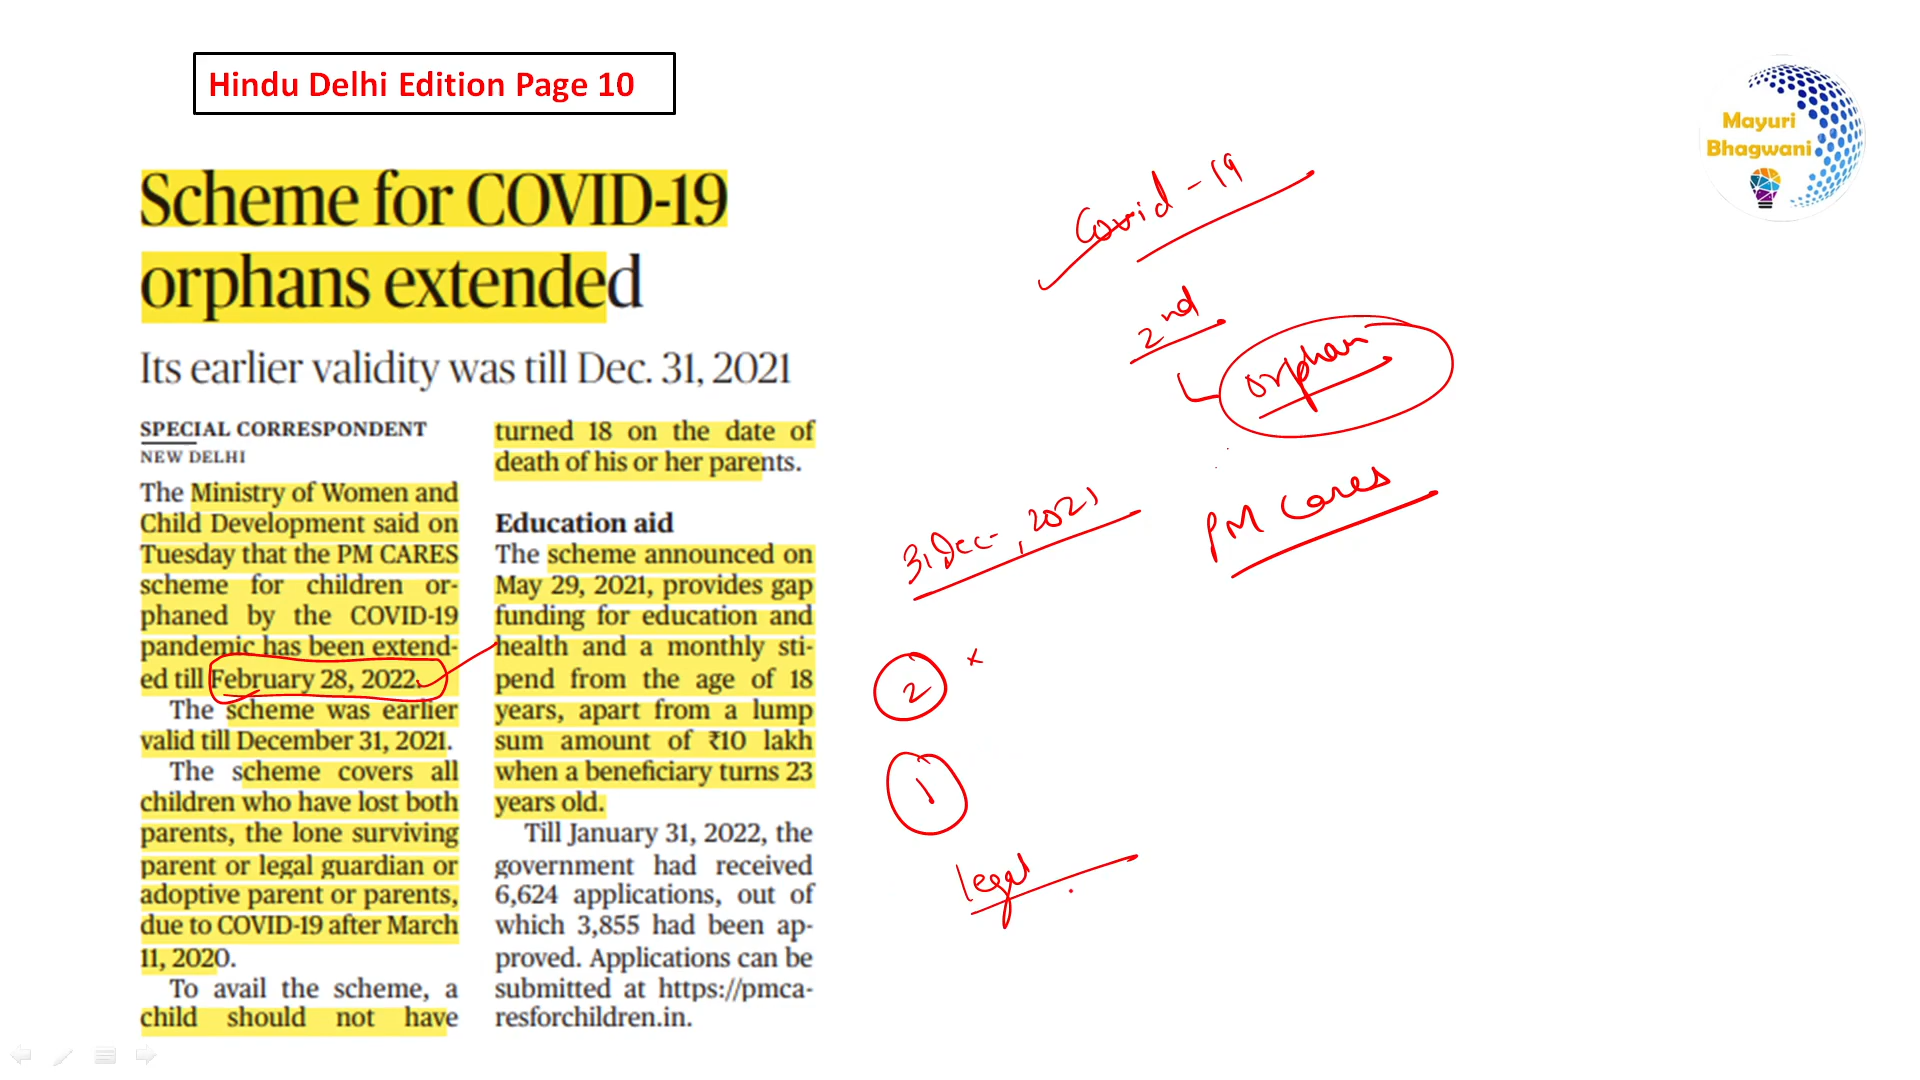 Hindu Delhi Edition Page 10
Mayuri
Bhagwani
Scheme for COVID-19
orphans extended
Its earlier validity was till Dec. 31, 2021
SPECIAL CORRESPONDENT
NEW DELHI
The Ministry of Women and
Child Development said on
Tuesday that the PM CARES
scheme for children or-
phaned by the COVID-19
pandemic has been extend-
ed till February 28, 2022.
The scheme was earlier
valid till December 31, 2021.
The scheme covers all
children who have lost both
parents, the lone surviving
parent or legal guardian or
adoptive parent or parents,
due to COVID-19 after March
11, 2020.
To avail the scheme, a
child should not have
turned 18 on the date of
death of his or her parents.
Education aid
The scheme announced on
May 29, 2021, provides gap
funding for education and
health and a monthly sti-
pend from the age of 18
years, apart from a lump
sum amount of ₹10 lakh
when a beneficiary turns 23
years old.
Till January 31, 2022, the
government had received
6,624 applications, out of
which 3,855 had been ap-
proved. Applications can be
submitted at https://pmca-
resforchildren.in.
Covid-19
2nd
orphan
PM Cares
31 Dec, 2021
2 x
1
legal